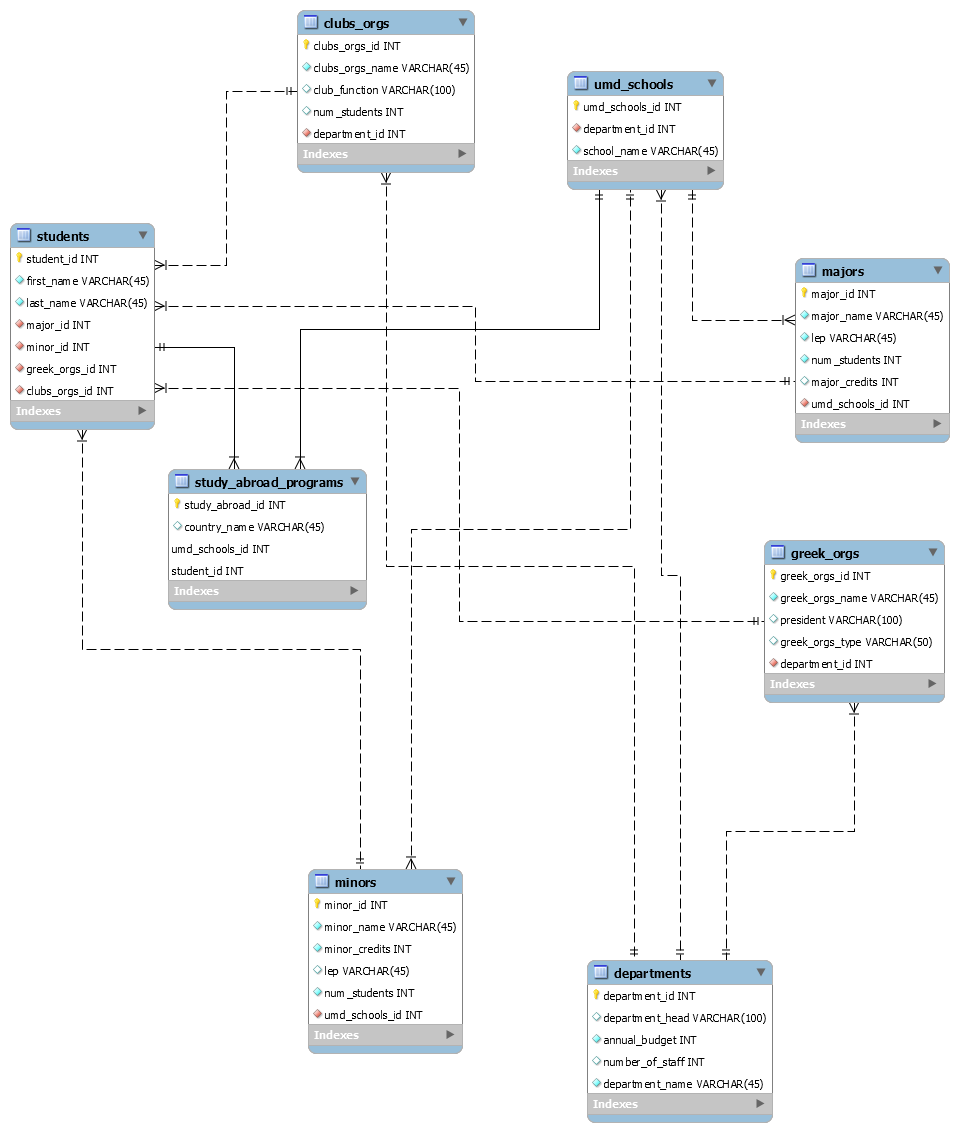 clubs_orgs
clubs_orgs_id INT
clubs_orgs_name VARCHAR(45)
club_function VARCHAR(100)
num_students INT
department_id INT
Indexes
umd_schools
umd_schools_id INT
department_id INT
school_name VARCHAR(45)
Indexes
students
student_id INT
first_name VARCHAR(45)
last_name VARCHAR(45)
major_id INT
minor_id INT
greek_orgs_id INT
clubs_orgs_id INT
Indexes
majors
major_id INT
major_name VARCHAR(45)
lep VARCHAR(45)
num_students INT
major_credits INT
umd_schools_id INT
Indexes
study_abroad_programs
study_abroad_id INT
country_name VARCHAR(45)
umd_schools_id INT
student_id INT
Indexes
greek_orgs
greek_orgs_id INT
greek_orgs_name VARCHAR(45)
president VARCHAR(100)
greek_orgs_type VARCHAR(50)
department_id INT
Indexes
minors
minor_id INT
minor_name VARCHAR(45)
minor_credits INT
lep VARCHAR(45)
num_students INT
umd_schools_id INT
Indexes
departments
department_id INT
department_head VARCHAR(100)
annual_budget INT
number_of_staff INT
department_name VARCHAR(45)
Indexes